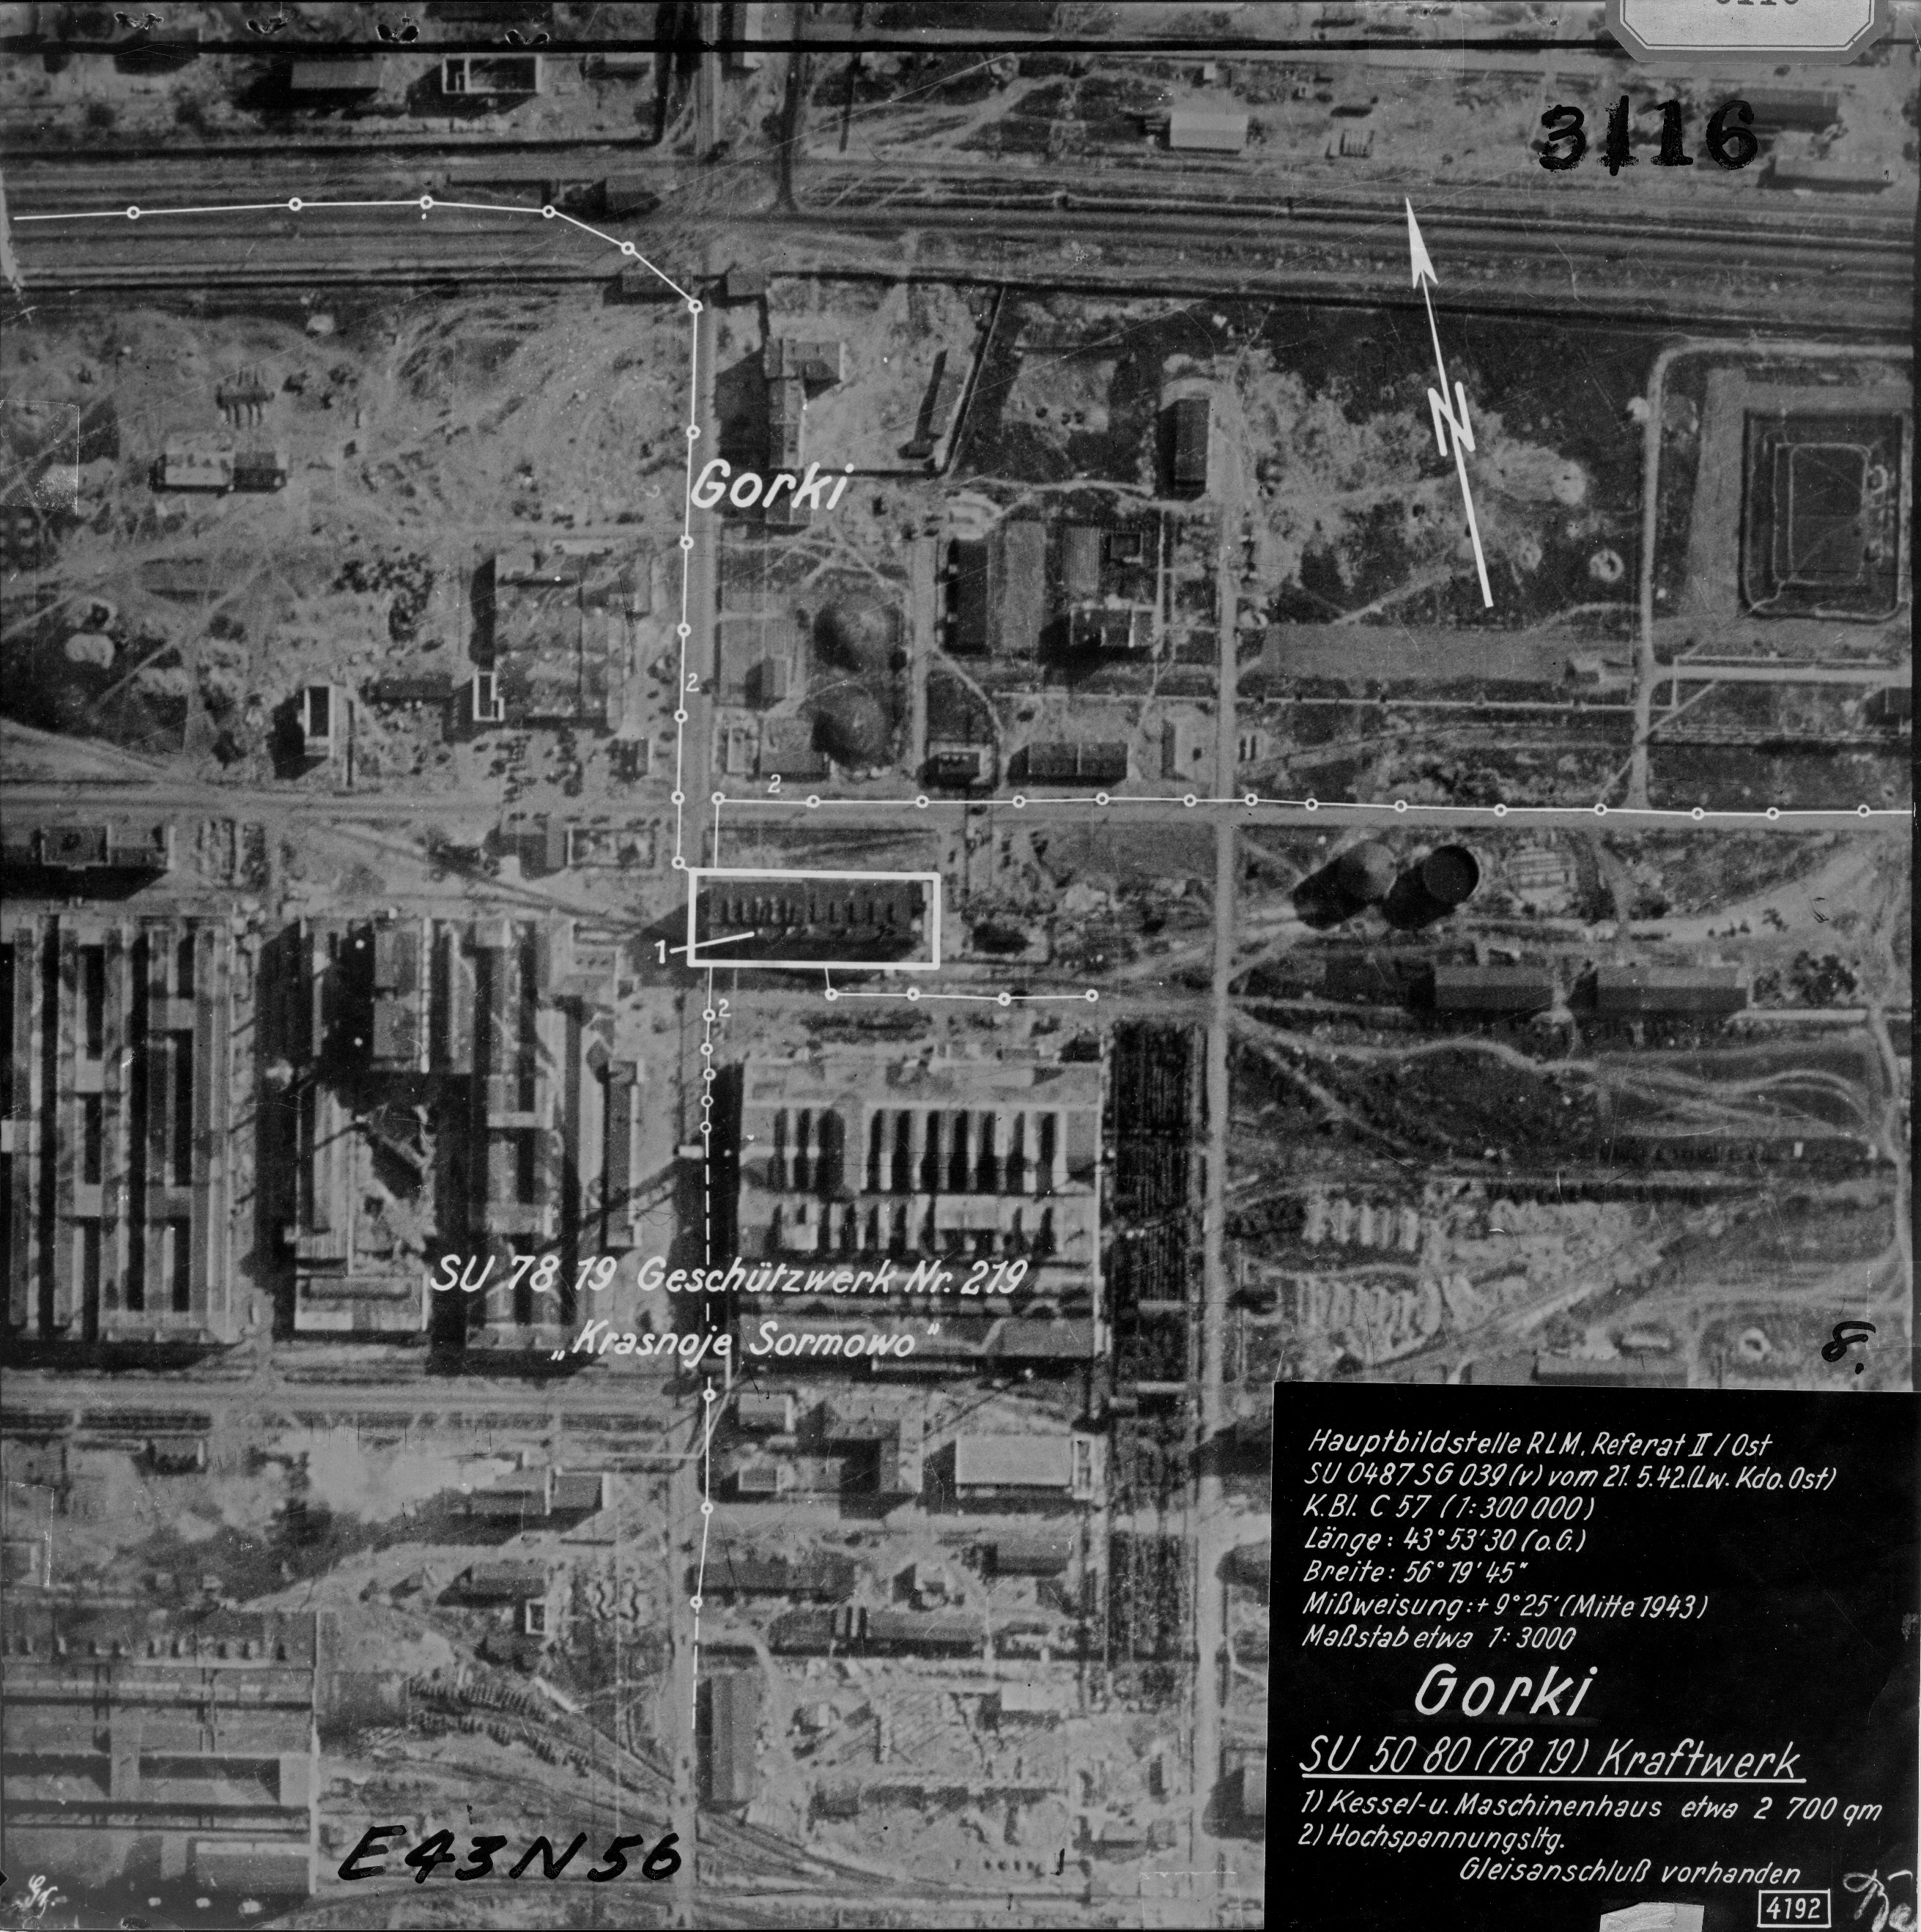 3116
N
Gorki
2
2
1
2
SU 78 19 Geschützwerk Nr. 219
„Krasnoje Sormowo"
8.
Hauptbildstelle RLM, Referat II / Ost
SU 0487 SG 039 (v) vom 21. 5.42.(Lw. Kdo. Ost)
K.Bl. C 57 (1:300 000)
Länge: 43° 53' 30 (o.G.)
Breite: 56° 19' 45"
Mißweisung: + 9° 25' (Mitte 1943)
Maßstab etwa 1: 3000
Gorki
SU 50 80 (78 19) Kraftwerk
1) Kessel-u. Maschinenhaus etwa 2 700 qm
2) Hochspannungsltg.
Gleisanschluß vorhanden
4192
E43N56